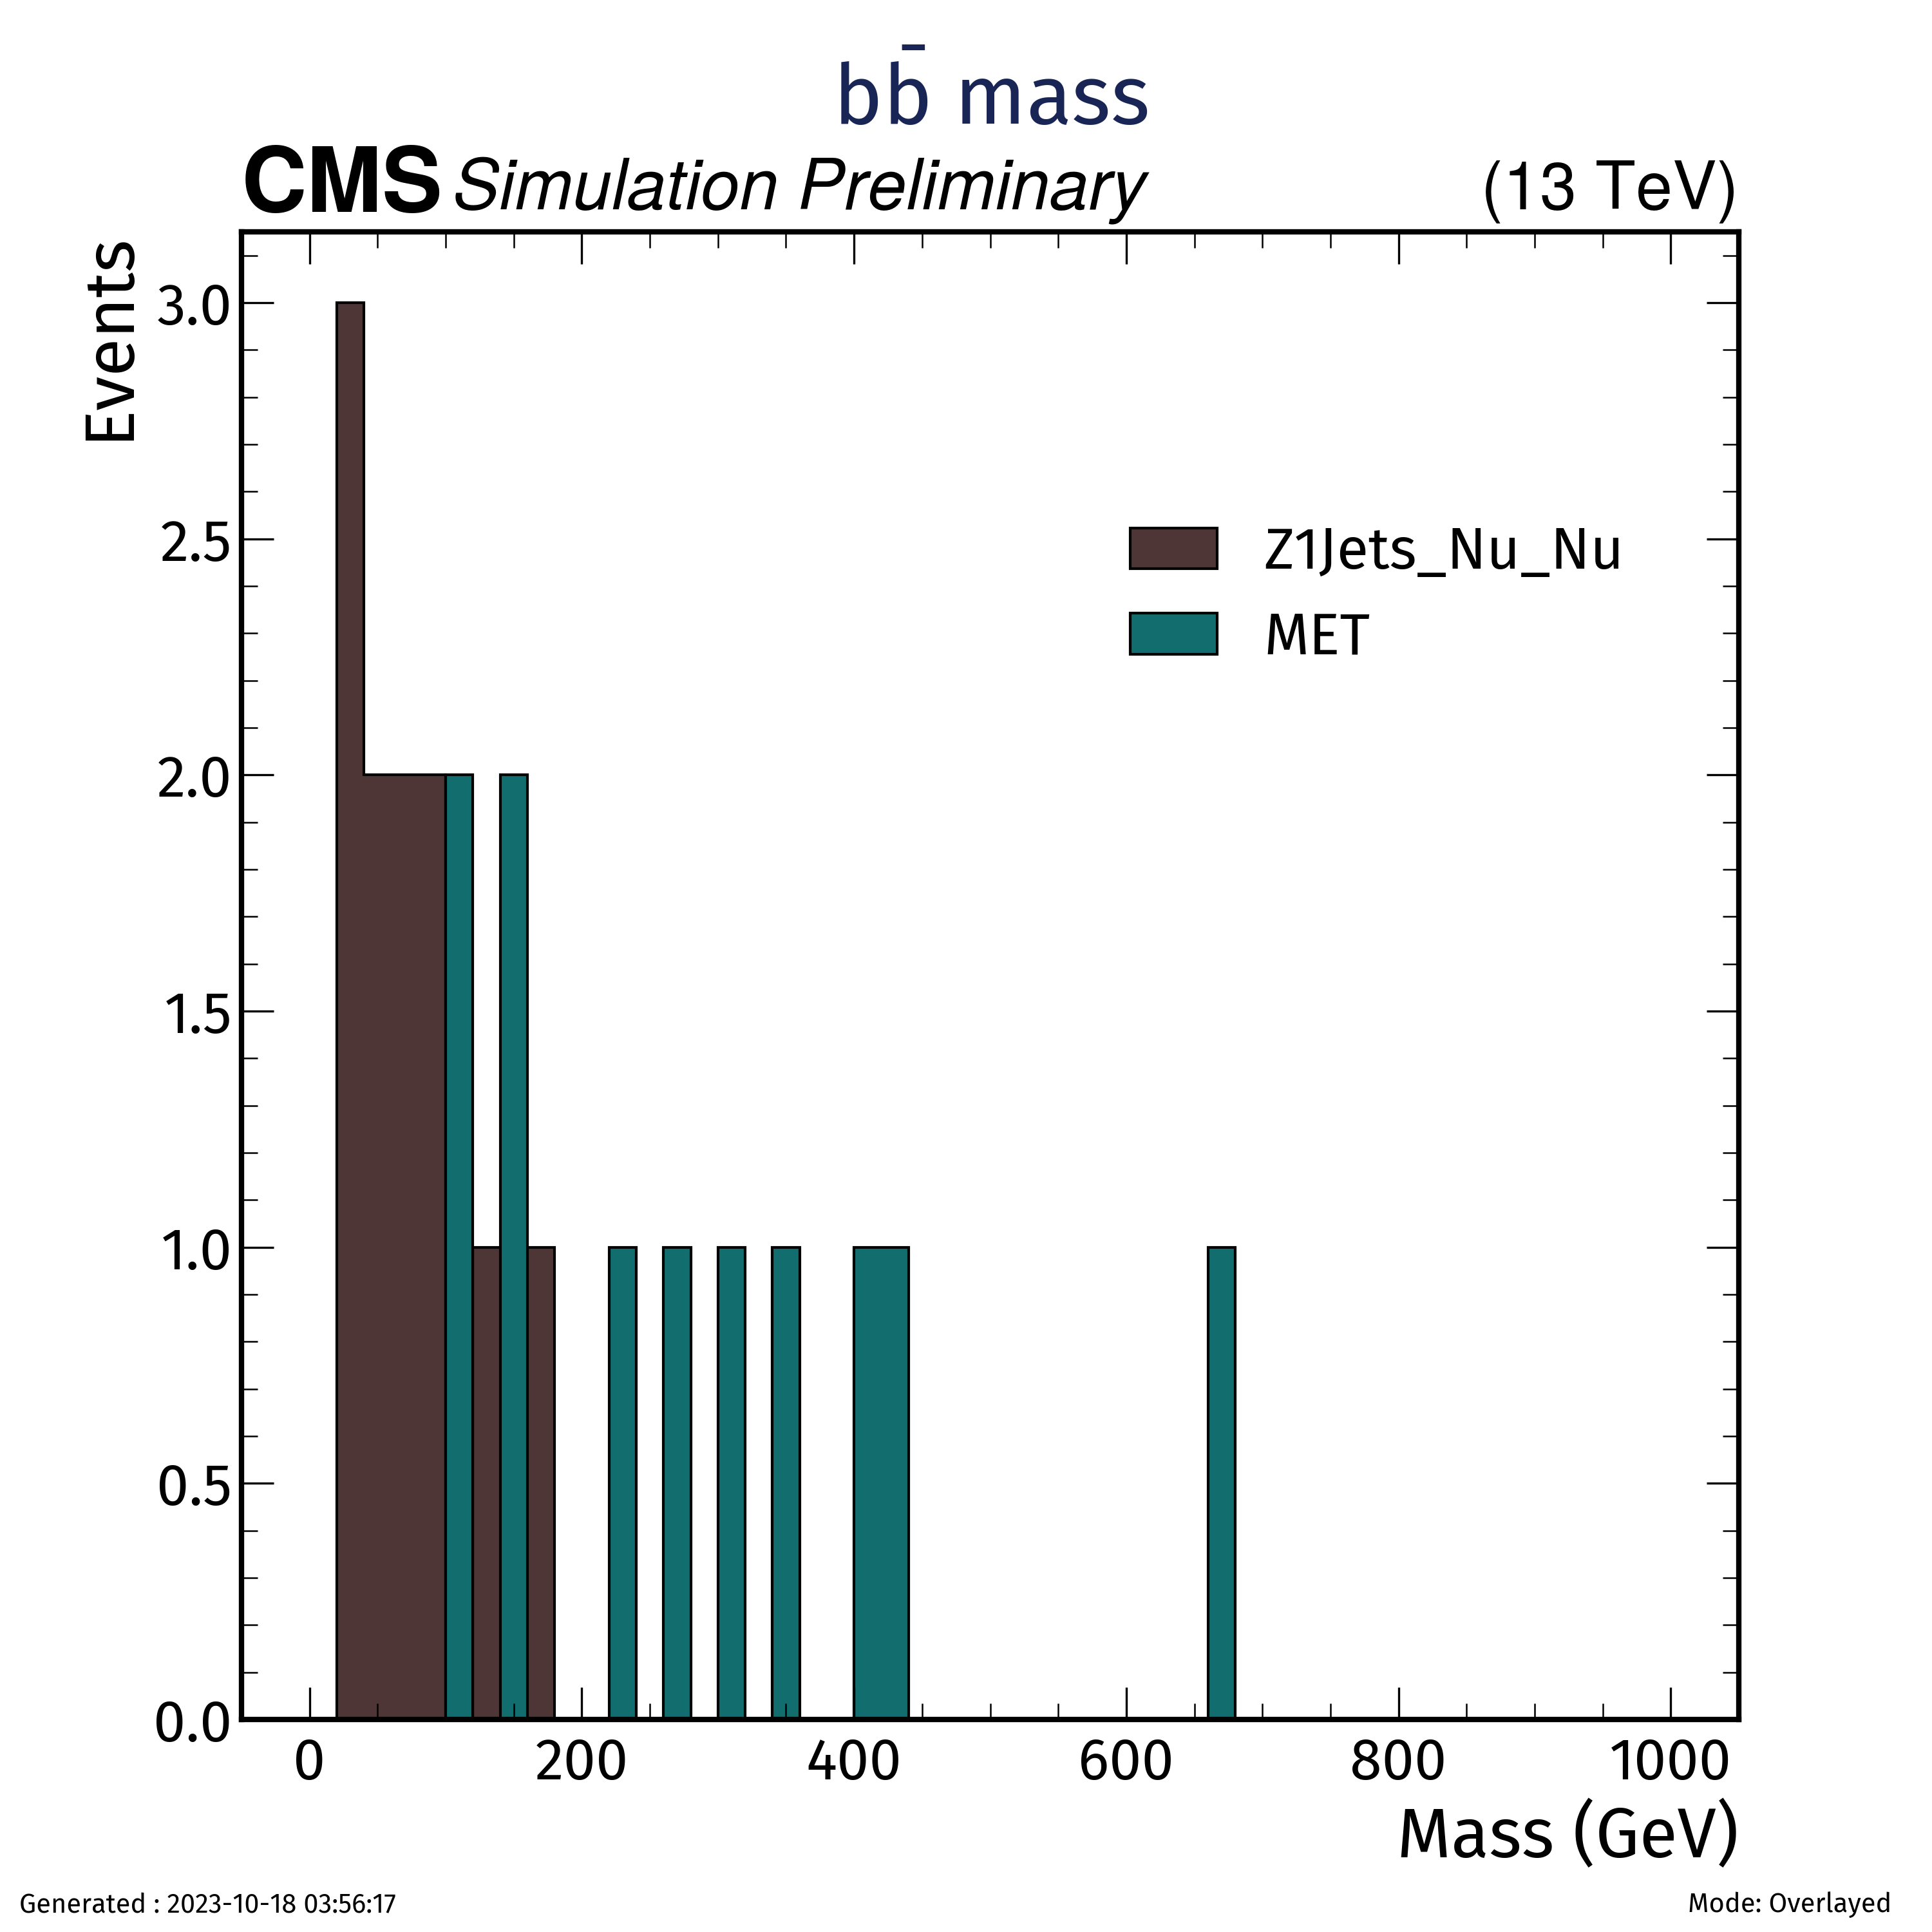 bb̄ mass
CMS Simulation Preliminary (13 TeV)
Events
3.0
2.5
2.0
1.5
1.0
0.5
0.0
Z1Jets_Nu_Nu
MET
0 200 400 600 800 1000
Mass (GeV)
Generated : 2023-10-18 03:56:17
Mode: Overlayed